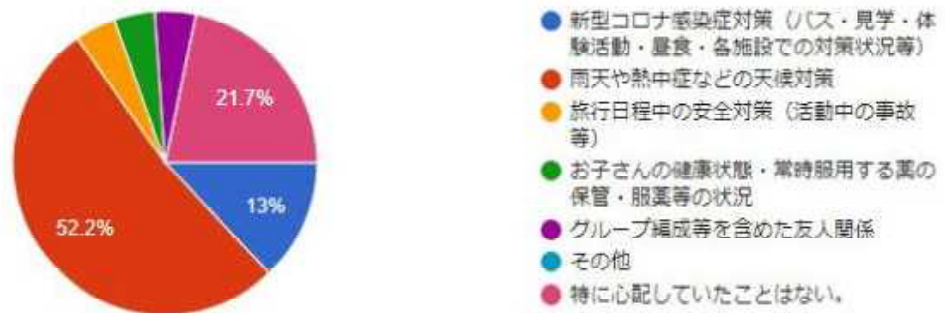 21.7%
13%
52.2%
新型コロナ感染症対策（バス・見学・体
験活動・昼食・各施設での対策状況等）
雨天や熱中症などの天候対策
旅行日程中の安全対策（活動中の事故
等）
お子さんの健康状態・常時服用する薬の
保管・服薬等の状況
グループ編成等を含めた友人関係
その他
特に心配していたことはない。